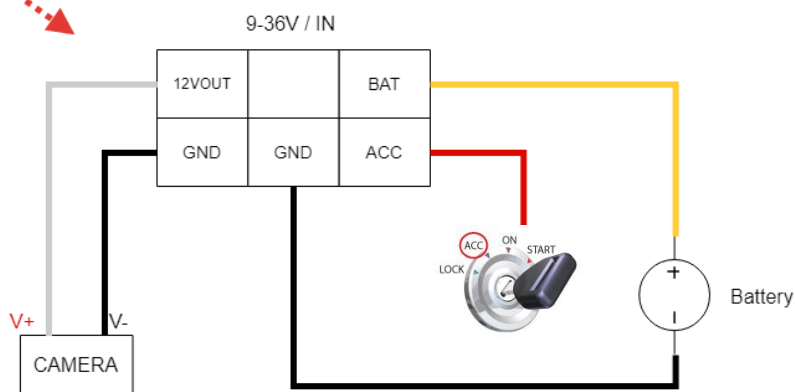 9-36V / IN
12VOUT
BAT
GND
GND
ACC
ACC
ON
START
LOCK
+
Battery
V+
V-
CAMERA